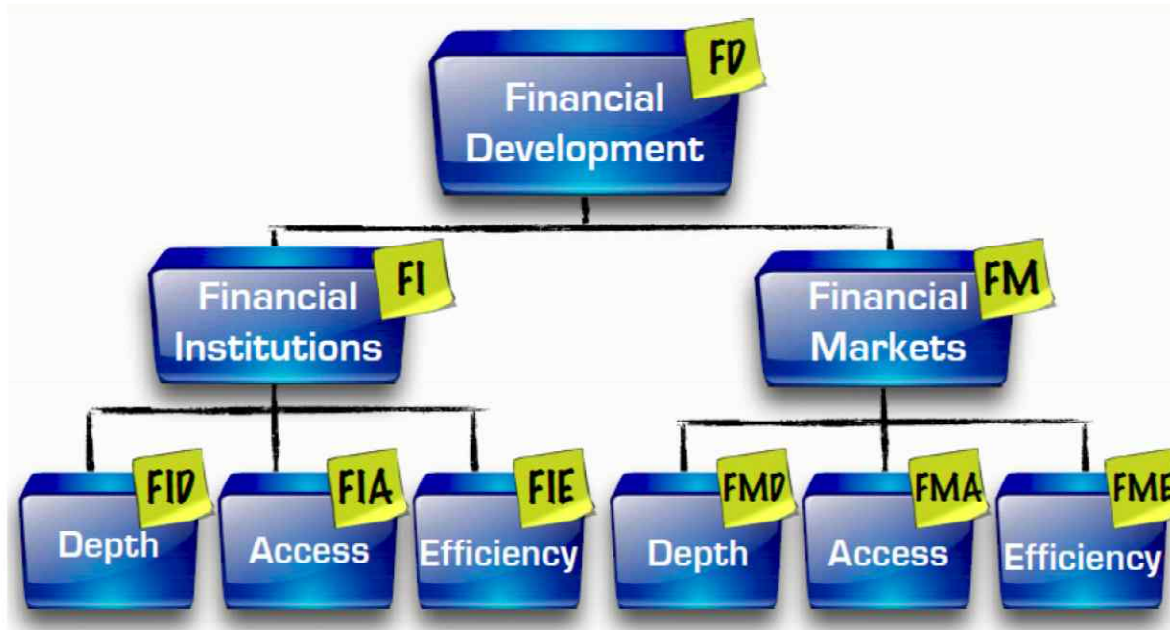 FD
Financial
Development
FI
Financial
Institutions
FM
Financial
Markets
FID
Depth
FIA
Access
FIE
Efficiency
FMD
Depth
FMA
Access
FME
Efficiency